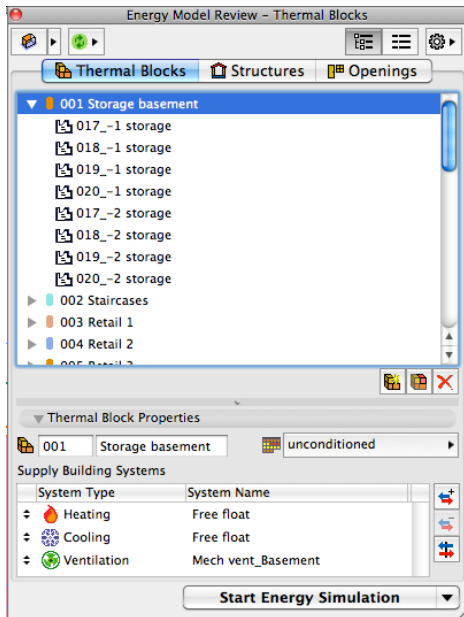 Energy Model Review – Thermal Blocks
Thermal Blocks Structures Openings
001 Storage basement
017_-1 storage
018_-1 storage
019_-1 storage
020_-1 storage
017_-2 storage
018_-2 storage
019_-2 storage
020_-2 storage
002 Staircases
003 Retail 1
004 Retail 2
Thermal Block Properties
001 Storage basement unconditioned
Supply Building Systems
System Type System Name
Heating Free float
Cooling Free float
Ventilation Mech vent_Basement
Start Energy Simulation